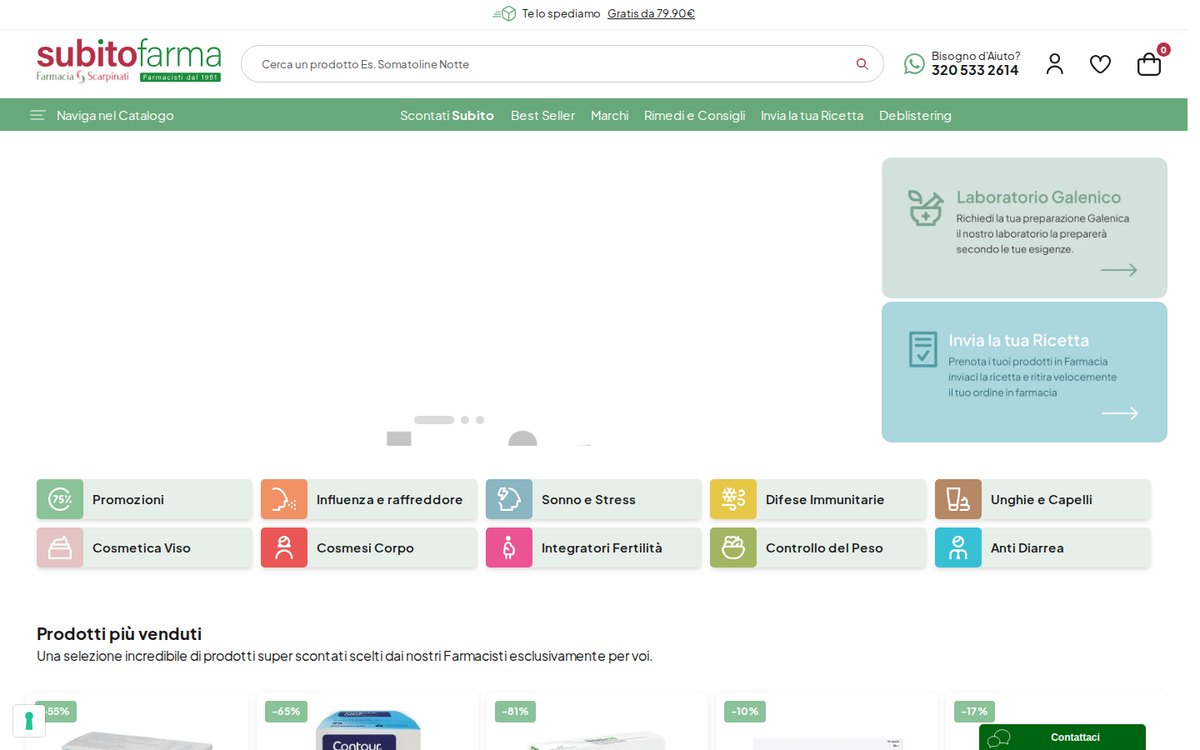 Te lo spediamo Gratis da 79.90€
subitofarma
Farmacia Scarpinati Farmacisti dal 1951
Cerca un prodotto Es. Somatoline Notte
Bisogno d'Aiuto?
320 533 2614
0
Naviga nel Catalogo
Scontati Subito Best Seller Marchi Rimedi e Consigli Invia la tua Ricetta Deblistering
Laboratorio Galenico
Richiedi la tua preparazione Galenica
il nostro laboratorio la preparerà
secondo le tue esigenze.
Invia la tua Ricetta
Prenota i tuoi prodotti in Farmacia
inviaci la ricetta e ritira velocemente
il tuo ordine in farmacia
75% Promozioni Influenza e raffreddore Sonno e Stress Difese Immunitarie Unghie e Capelli
Cosmetica Viso Cosmesi Corpo Integratori Fertilità Controllo del Peso Anti Diarrea
Prodotti più venduti
Una selezione incredibile di prodotti super scontati scelti dai nostri Farmacisti esclusivamente per voi.
-55% -65% -81% -10% -17%
Contour
Contattaci